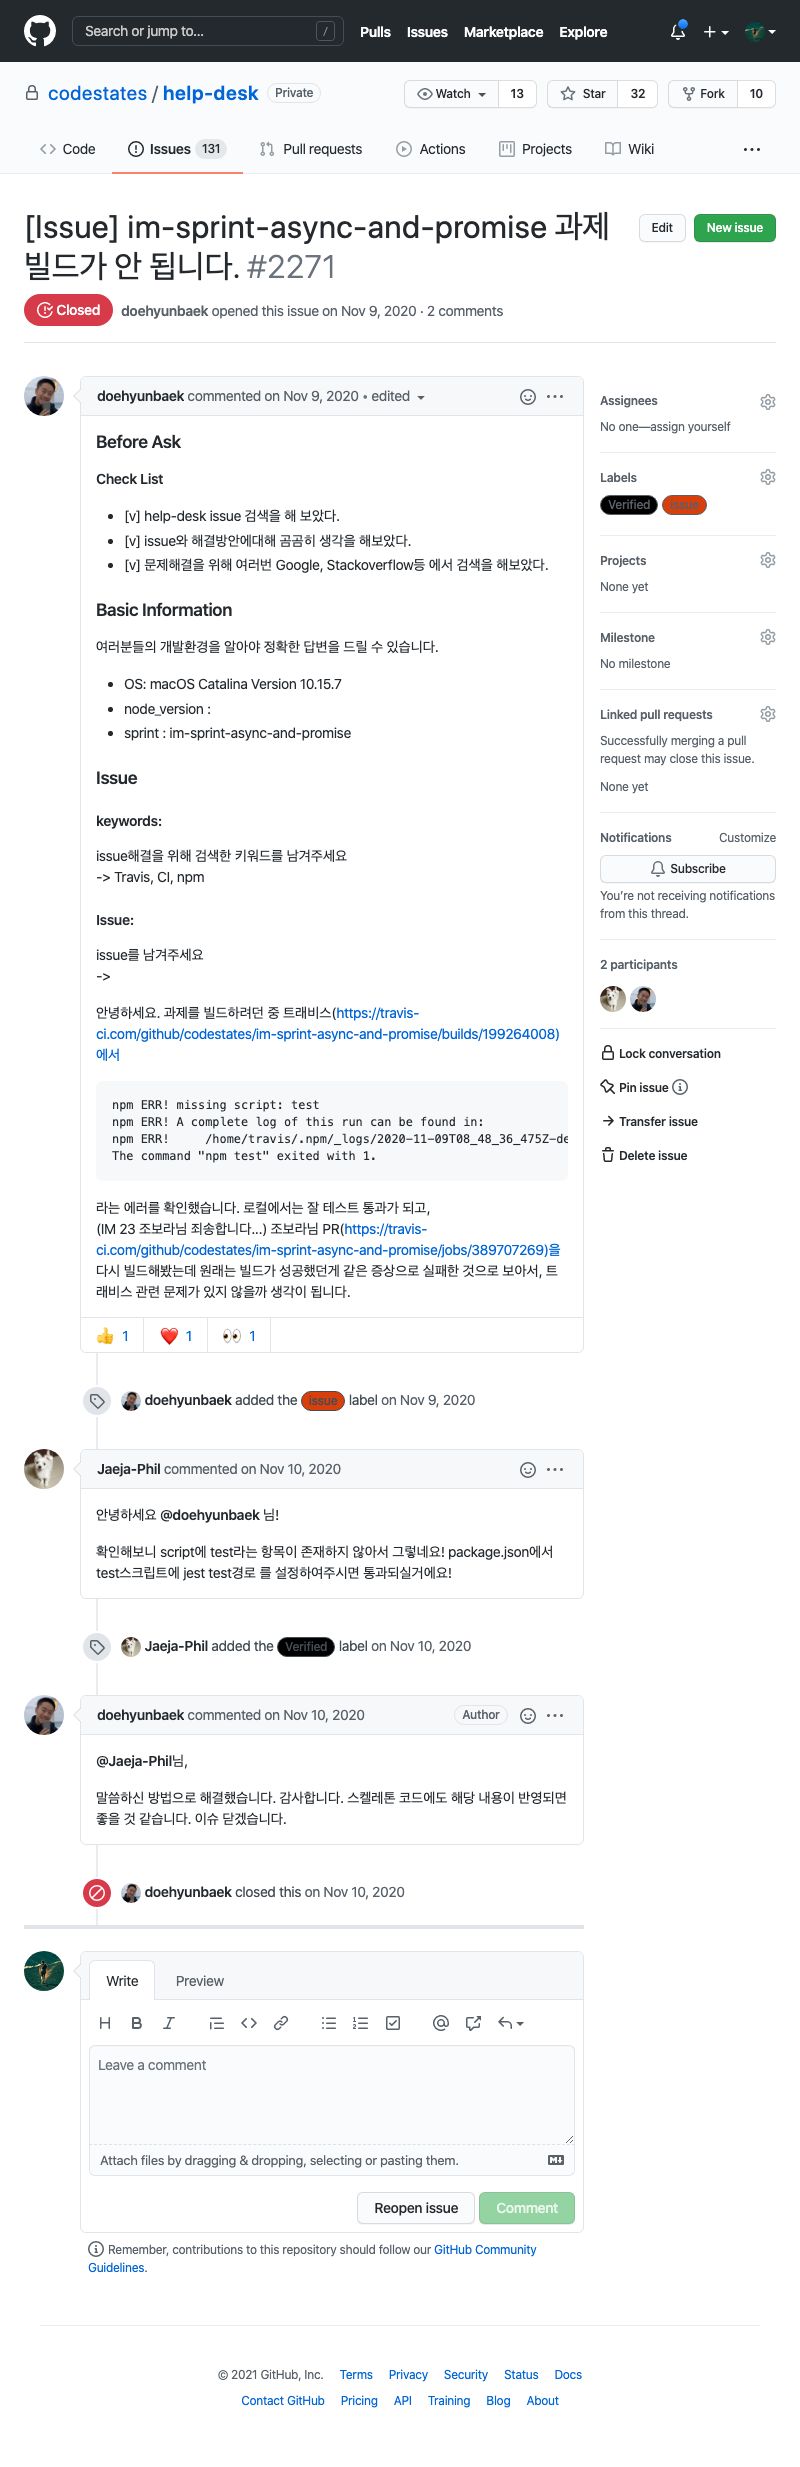 Search or jump to...
/
Pulls
Issues
Marketplace
Explore
codestates / help-desk
Private
Watch
13
Star
32
Fork
10
Code
Issues 131
Pull requests
Actions
Projects
Wiki
[Issue] im-sprint-async-and-promise 과제
빌드가 안 됩니다. #2271
Edit
New issue
Closed
doehyunbaek opened this issue on Nov 9, 2020 · 2 comments
doehyunbaek commented on Nov 9, 2020 • edited
Before Ask
Check List
[v] help-desk issue 검색을 해 보았다.
[v] issue와 해결방안에대해 곰곰히 생각을 해보았다.
[v] 문제해결을 위해 여러번 Google, Stackoverflow등 에서 검색을 해보았다.
Basic Information
여러분들의 개발환경을 알아야 정확한 답변을 드릴 수 있습니다.
OS: macOS Catalina Version 10.15.7
node_version :
sprint : im-sprint-async-and-promise
Issue
keywords:
issue해결을 위해 검색한 키워드를 남겨주세요
-> Travis, CI, npm
Issue:
issue를 남겨주세요
->
안녕하세요. 과제를 빌드하려던 중 트래비스(https://travis-
ci.com/github/codestates/im-sprint-async-and-promise/builds/199264008)
에서
npm ERR! missing script: test
npm ERR! A complete log of this run can be found in:
npm ERR!     /home/travis/.npm/_logs/2020-11-09T08_48_36_475Z-de
The command "npm test" exited with 1.
라는 에러를 확인했습니다. 로컬에서는 잘 테스트 통과가 되고,
(IM 23 조보라님 죄송합니다...) 조보라님 PR(https://travis-
ci.com/github/codestates/im-sprint-async-and-promise/jobs/389707269)을
다시 빌드해봤는데 원래는 빌드가 성공했던게 같은 증상으로 실패한 것으로 보아서, 트
래비스 관련 문제가 있지 않을까 생각이 됩니다.
👍 1
❤️ 1
👀 1
doehyunbaek added the issue label on Nov 9, 2020
Jaeja-Phil commented on Nov 10, 2020
안녕하세요 @doehyunbaek 님!
확인해보니 script에 test라는 항목이 존재하지 않아서 그렇네요! package.json에서
test스크립트에 jest test경로 를 설정하여주시면 통과되실거에요!
Jaeja-Phil added the Verified label on Nov 10, 2020
doehyunbaek commented on Nov 10, 2020
Author
@Jaeja-Phil님,
말씀하신 방법으로 해결했습니다. 감사합니다. 스켈레톤 코드에도 해당 내용이 반영되면
좋을 것 같습니다. 이슈 닫겠습니다.
doehyunbaek closed this on Nov 10, 2020
Write
Preview
Leave a comment
Attach files by dragging & dropping, selecting or pasting them.
Reopen issue
Comment
Remember, contributions to this repository should follow our GitHub Community
Guidelines.
Assignees
No one—assign yourself
Labels
Verified
issue
Projects
None yet
Milestone
No milestone
Linked pull requests
Successfully merging a pull
request may close this issue.
None yet
Notifications
Customize
Subscribe
You're not receiving notifications
from this thread.
2 participants
Lock conversation
Pin issue
Transfer issue
Delete issue
© 2021 GitHub, Inc.
Terms
Privacy
Security
Status
Docs
Contact GitHub
Pricing
API
Training
Blog
About